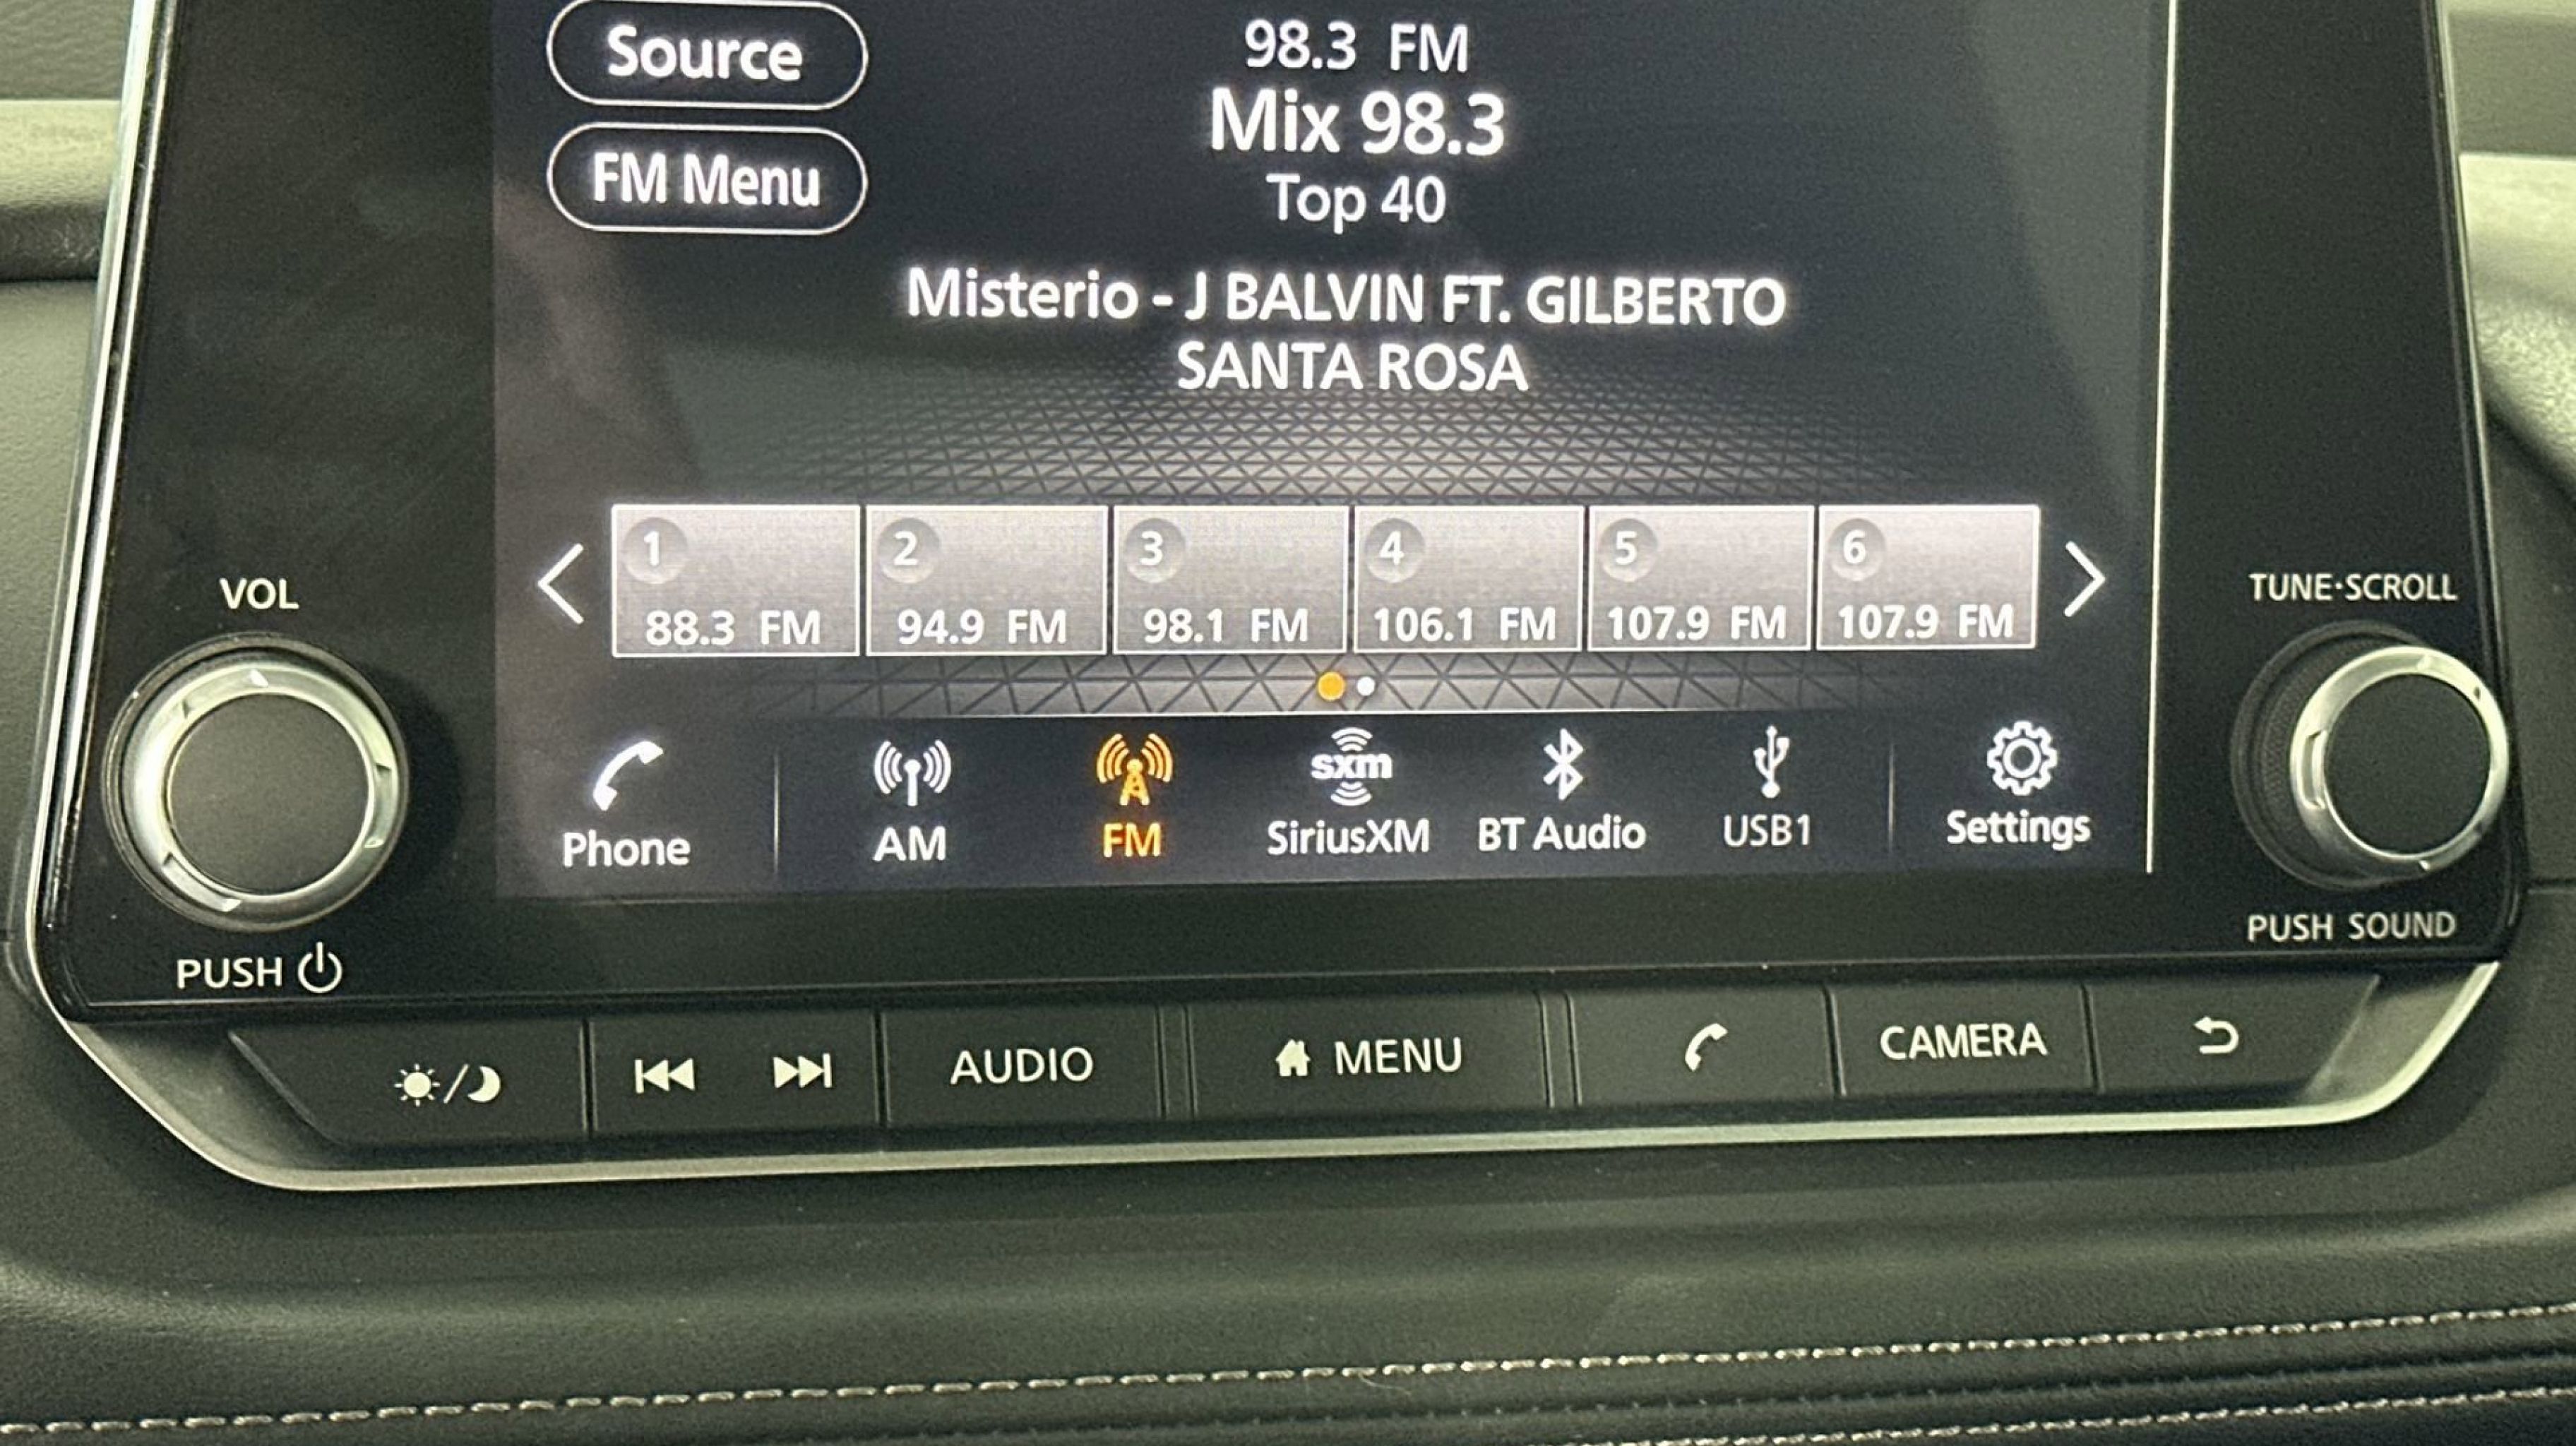 Source
98.3 FM
Mix 98.3
FM Menu
Top 40
Misterio - J BALVIN FT. GILBERTO
SANTA ROSA
1 2 3 4 5 6
88.3 FM 94.9 FM 98.1 FM 106.1 FM 107.9 FM 107.9 FM
VOL
TUNE·SCROLL
sxm
Phone AM FM SiriusXM BT Audio USB1 Settings
PUSH
PUSH SOUND
AUDIO MENU CAMERA